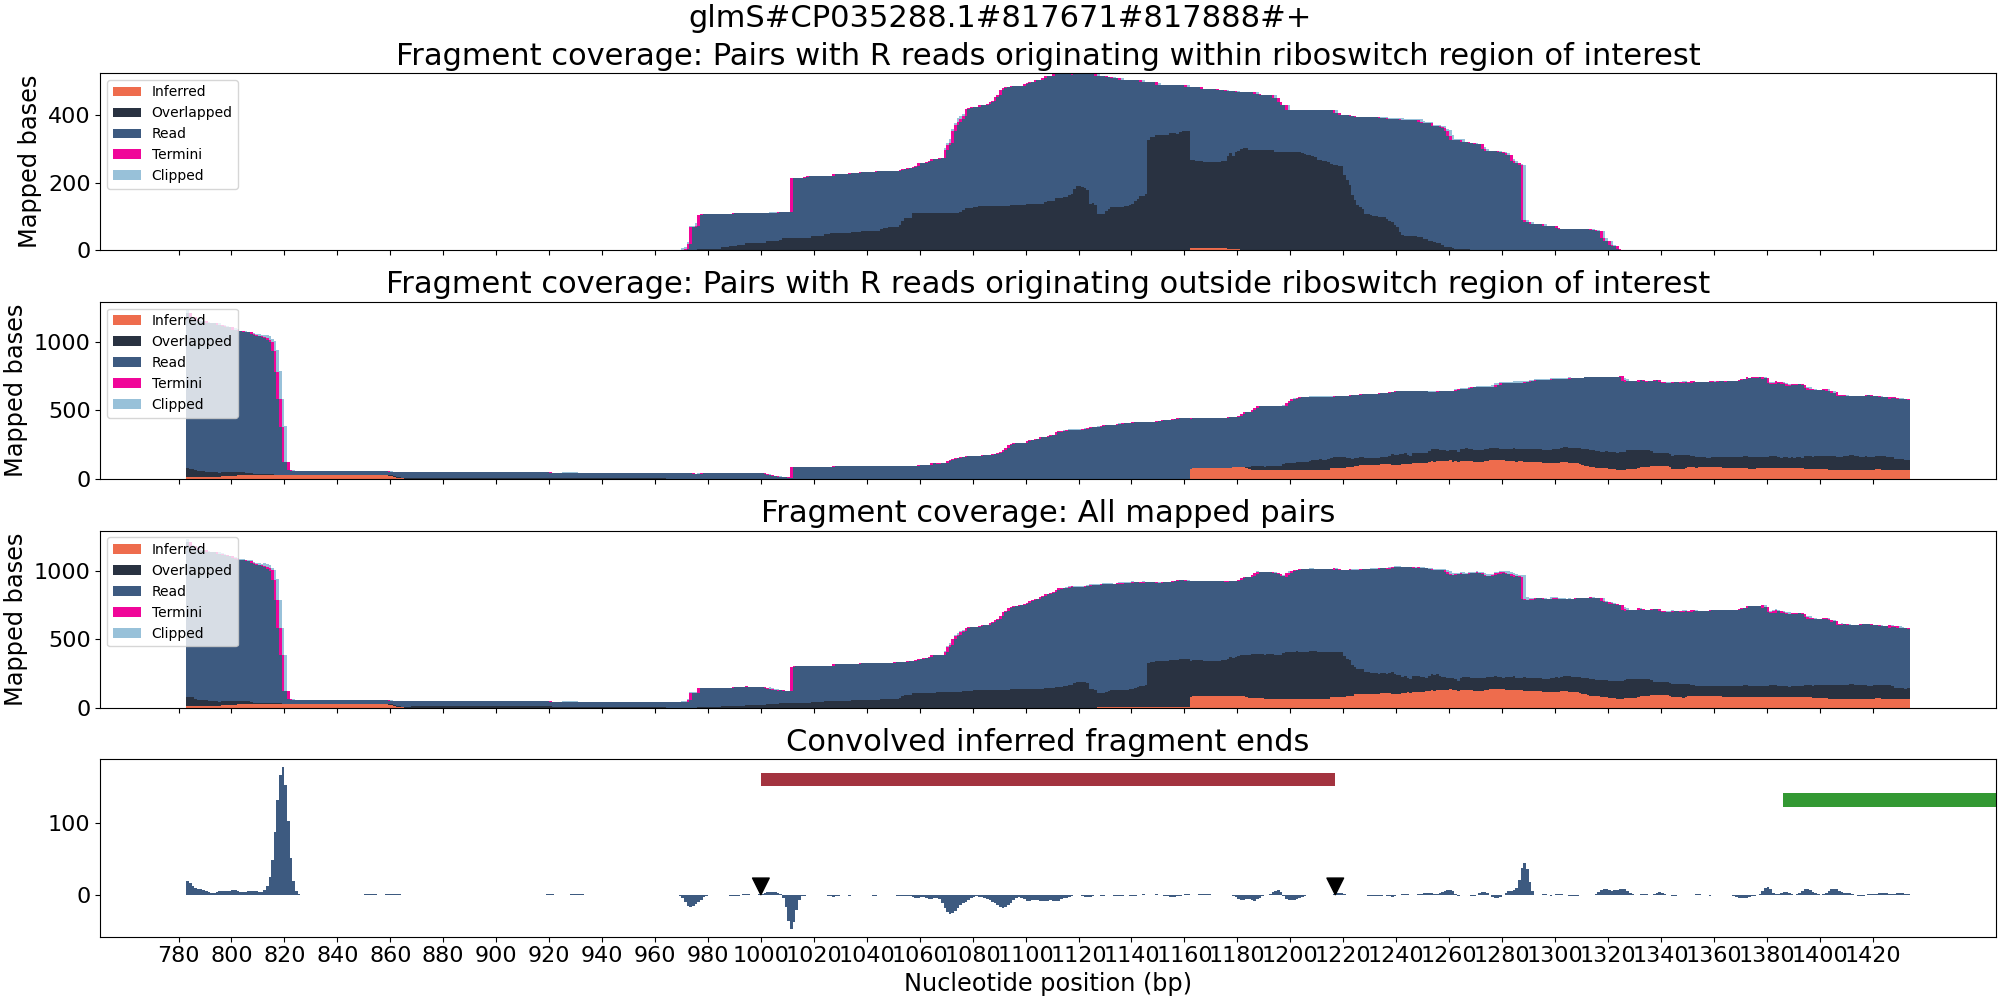 glmS#CP035288.1#817671#817888#+
Fragment coverage: Pairs with R reads originating within riboswitch region of interest
Mapped bases
400
200
0
Inferred
Overlapped
Read
Termini
Clipped
Fragment coverage: Pairs with R reads originating outside riboswitch region of interest
Mapped bases
1000
500
0
Inferred
Overlapped
Read
Termini
Clipped
Fragment coverage: All mapped pairs
Mapped bases
1000
500
0
Inferred
Overlapped
Read
Termini
Clipped
Convolved inferred fragment ends
100
0
780 800 820 840 860 880 900 920 940 960 980 1000 1020 1040 1060 1080 1100 1120 1140 1160 1180 1200 1220 1240 1260 1280 1300 1320 1340 1360 1380 1400 1420
Nucleotide position (bp)